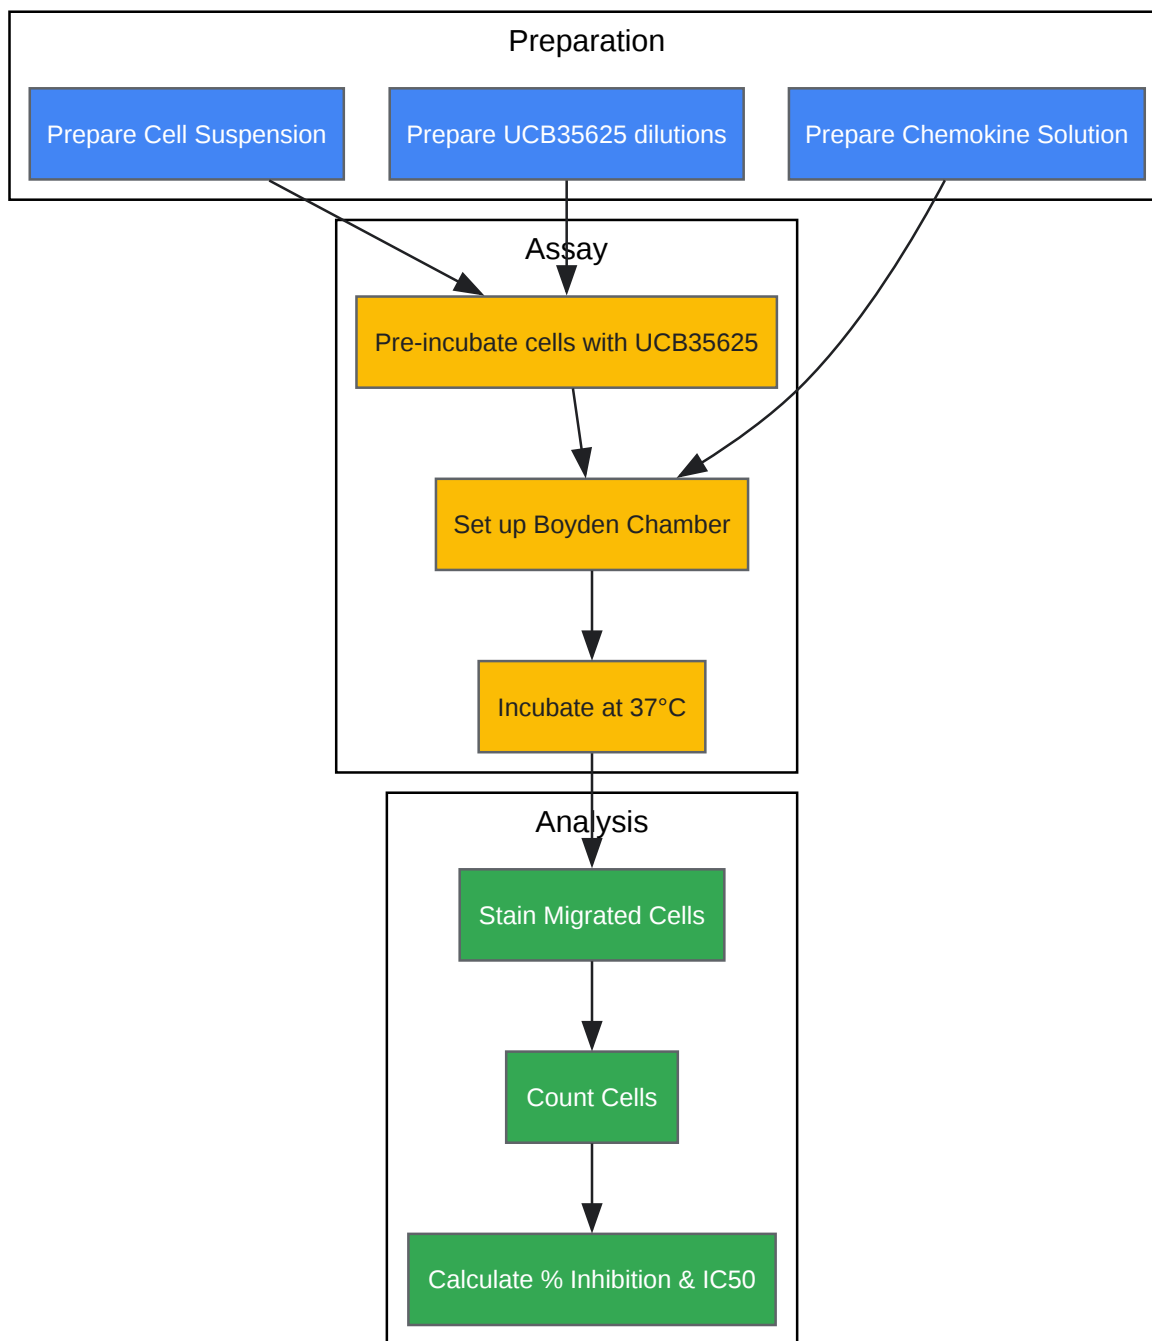 Preparation
Prepare Cell Suspension
Prepare UCB35625 dilutions
Prepare Chemokine Solution
Assay
Pre-incubate cells with UCB35625
Set up Boyden Chamber
Incubate at 37°C
Analysis
Stain Migrated Cells
Count Cells
Calculate % Inhibition & IC50